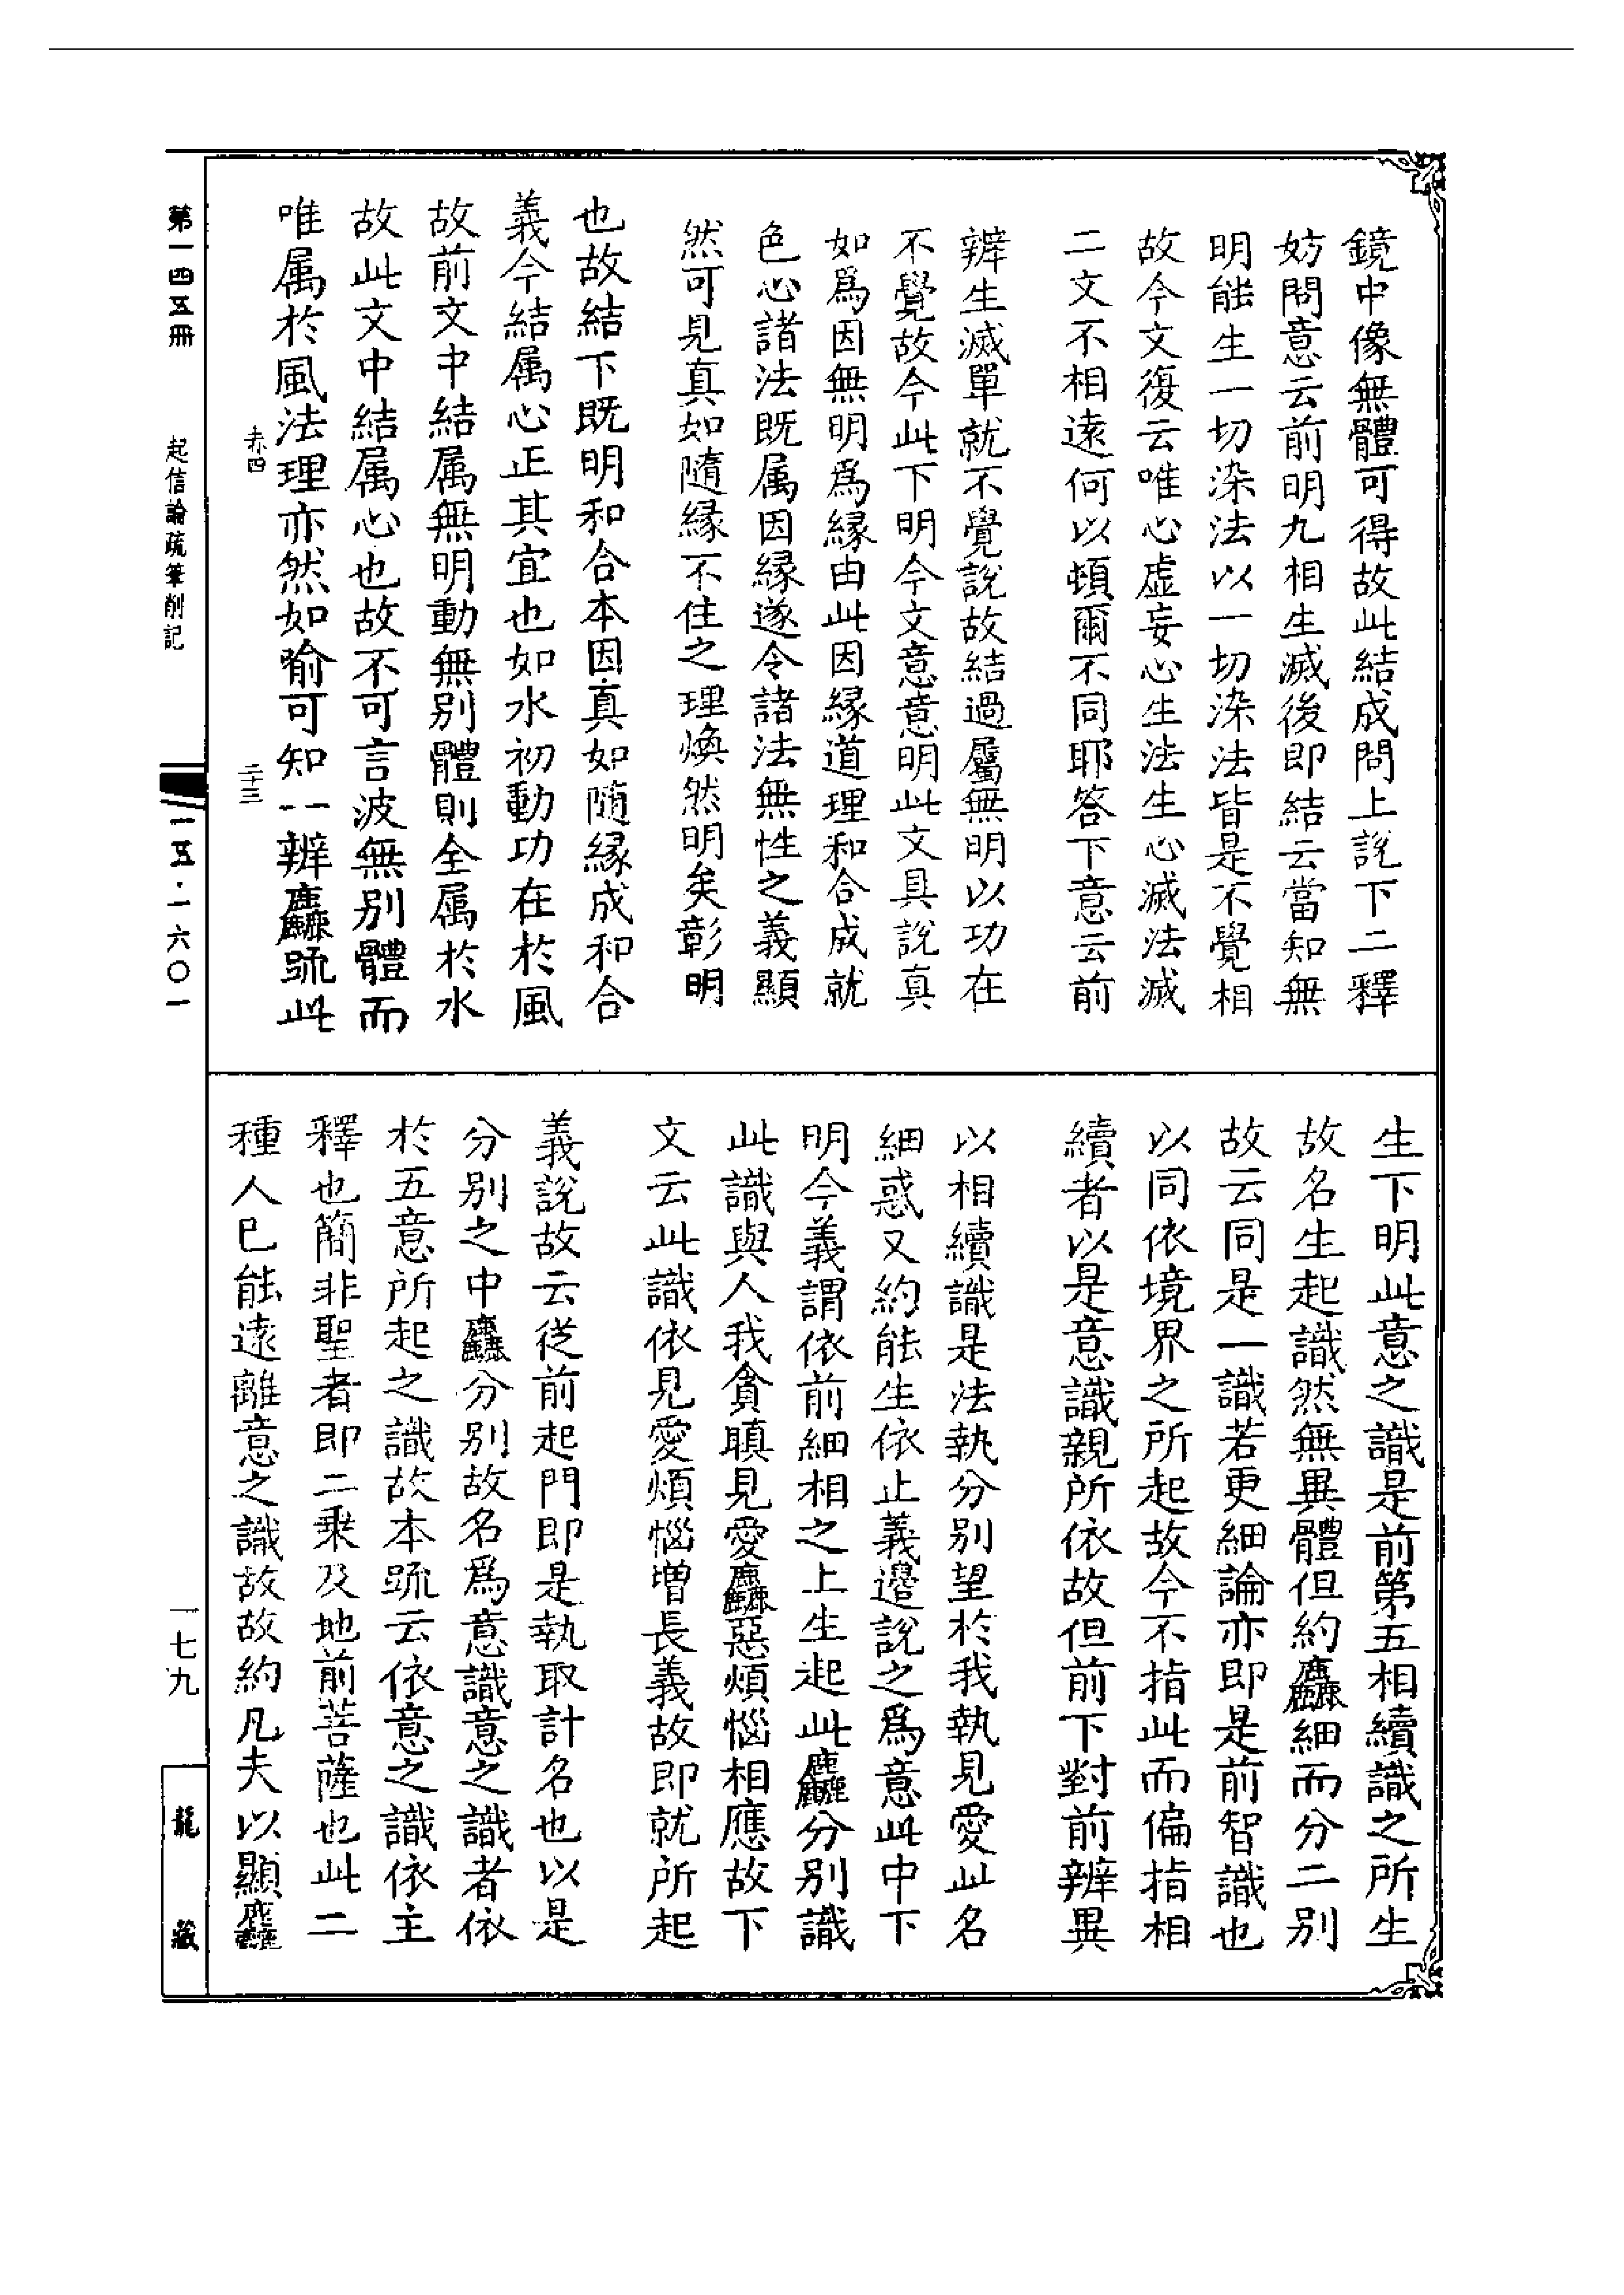 鏡中像無體可得故此結成問上說下二釋
妨問意云前明九相生滅後即結云當知無
明能生一切染法以一切染法皆是不覺相
故今文復云唯心虛妄心生法生心滅法滅
二文不相遠何以頓爾不同耶答下意云前
辨生滅單就不覺說故結過屬無明以功在
不覺故今此下明今文意意明此文具說真
如爲因無明爲緣由此因緣道理和合成就
色心諸法既属因緣遂令諸法無性之義顯
然可見真如隨緣不住之理煥然明矣彰明
也故結下既明和合本因真如隨緣成和合
義今結属心正其宜也如水初動功在於風
故前文中結属無明動無別體則全属於水
故此文中結属心也故不可言波無別體而
唯属於風法理亦然如喻可知一辨麤䟽此
生下明此意之識是前第五相續識之所生
故名生起識然無異體但約麤細而分二別
故云同是一識若更細論亦即是前智識也
以同依境界之所起故今不指此而偏指相
續者以是意識親所依故但前下對前辨異
以相續識是法執分別望於我執見愛此名
細惑又約能生依止義邊說之爲意此中下
明今義謂依前細相之上生起此麤分別識
此識與人我貪瞋見愛麤惡煩惱相應故下
文云此識依見愛煩惱增長義故即就所起
義說故云從前起門即是執取計名也以是
分別之中麤分別故名爲意識意之識者依
於五意所起之識故本䟽云依意之識依主
釋也簡非聖者即二乘及地前菩薩也此二
種人已能遠離意之識故故約凡夫以顯麤
第一四五冊
起信論疏筆削記
赤四
二十三
一五·一六〇一
一七九
龍藏